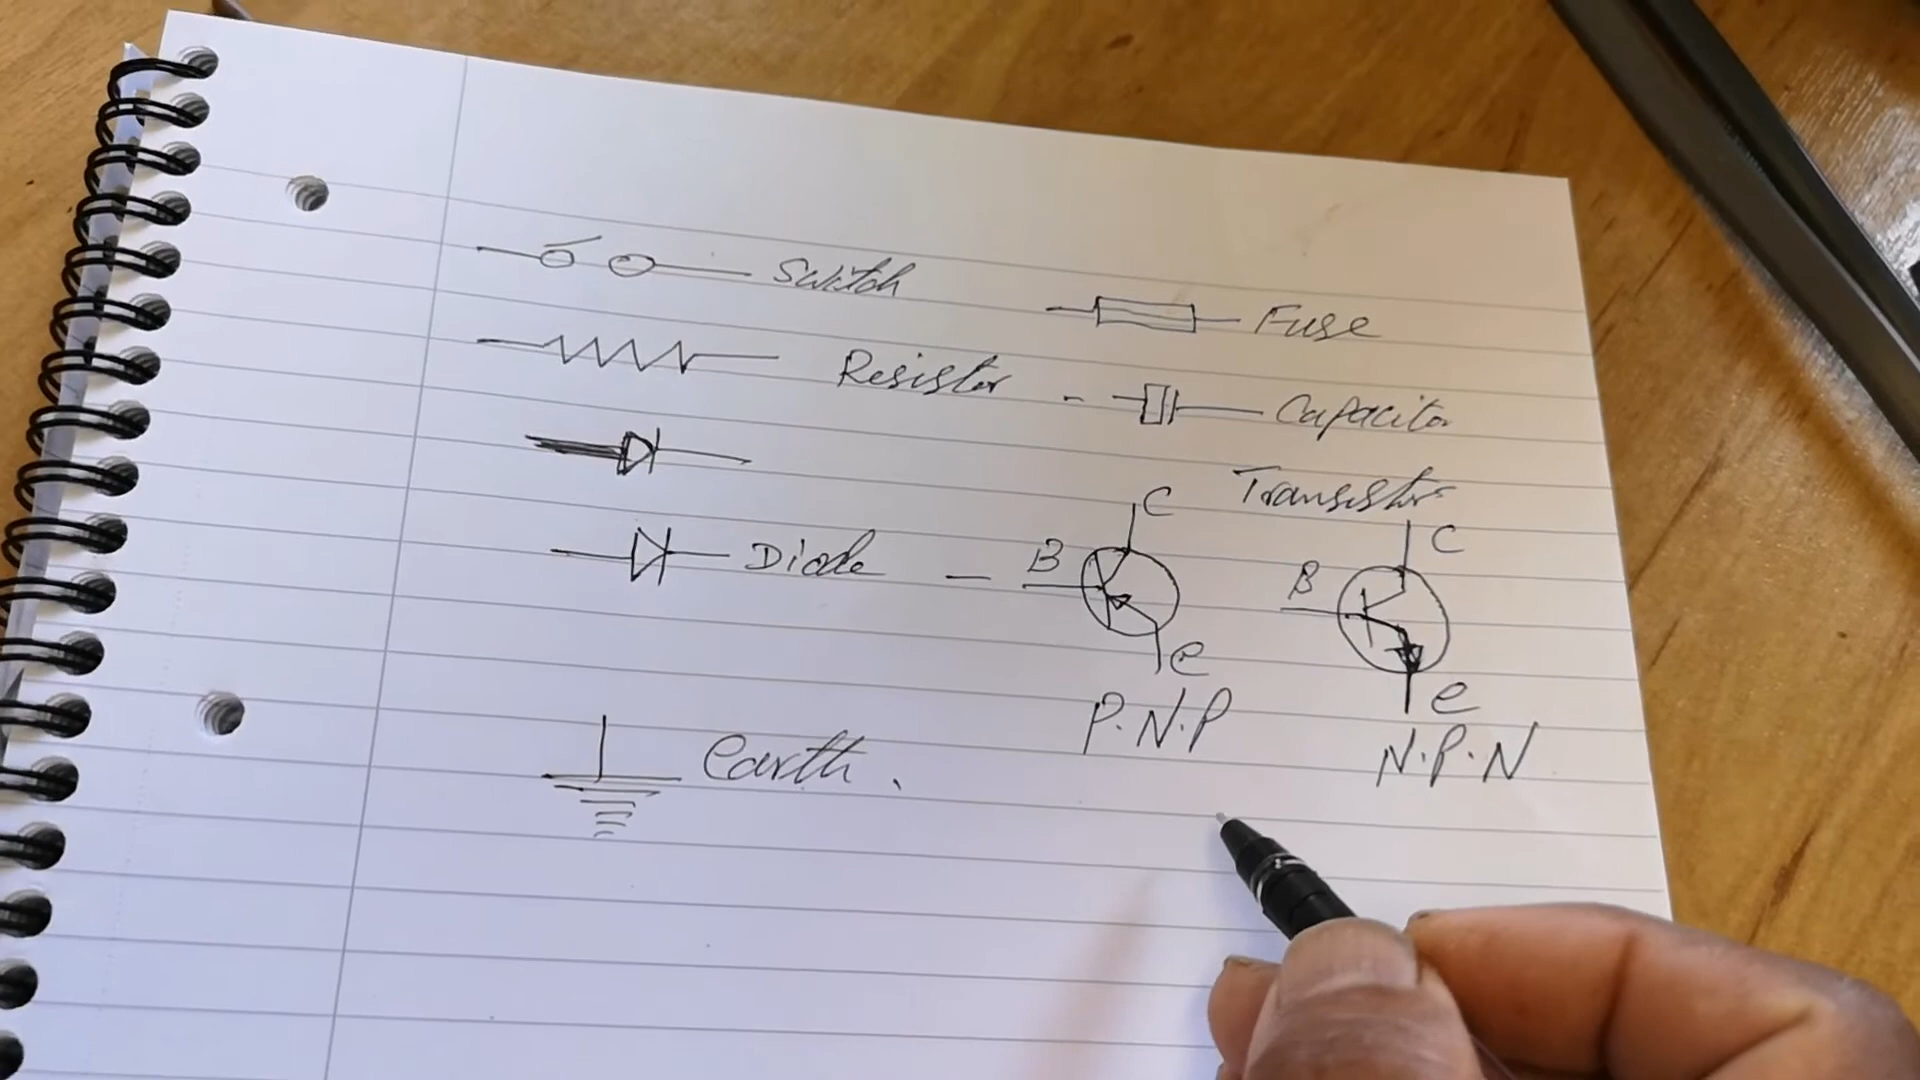 Switch
Fuse
Resistor
Capacitor
Transistor
Diode
B C e
P.N.P
B C e
N.P.N
earth.